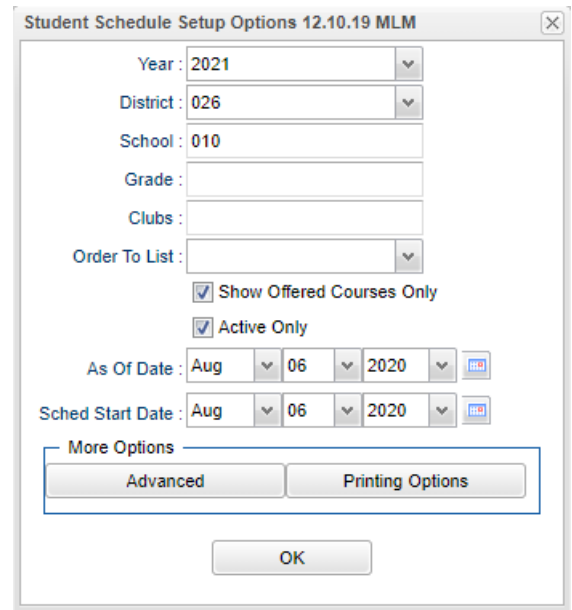 Student Schedule Setup Options 12.10.19 MLM
Year : 2021
District : 026
School : 010
Grade :
Clubs :
Order To List :
Show Offered Courses Only
Active Only
As Of Date : Aug 06 2020
Sched Start Date : Aug 06 2020
More Options
Advanced Printing Options
OK